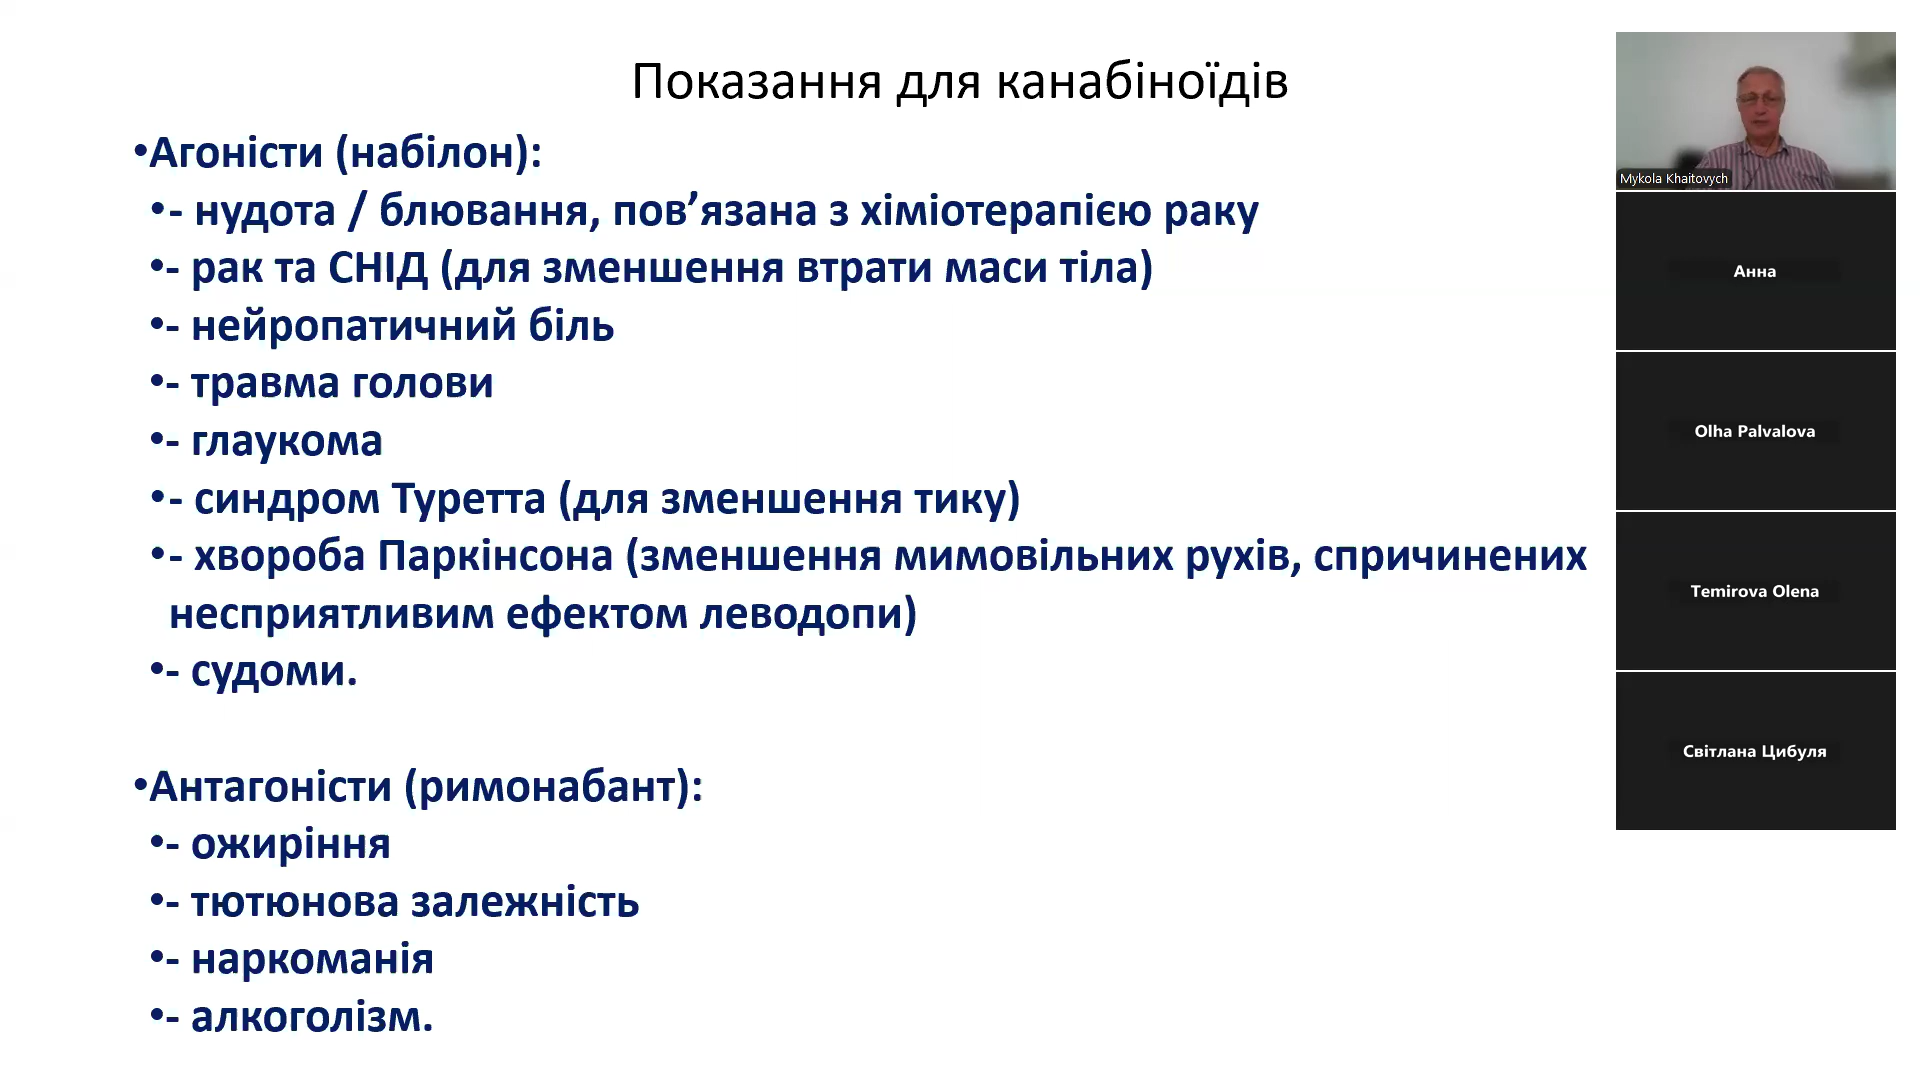 Показання для канабіноїдів
•Агоністи (набілон):
•- нудота / блювання, пов’язана з хіміотерапією раку
•- рак та СНІД (для зменшення втрати маси тіла)
•- нейропатичний біль
•- травма голови
•- глаукома
•- синдром Туретта (для зменшення тику)
•- хвороба Паркінсона (зменшення мимовільних рухів, спричинених
несприятливим ефектом леводопи)
•- судоми.
•Антагоністи (римонабант):
•- ожиріння
•- тютюнова залежність
•- наркоманія
•- алкоголізм.
Mykola Khaitovych
Анна
Olha Palvalova
Temirova Olena
Світлана Цибуля